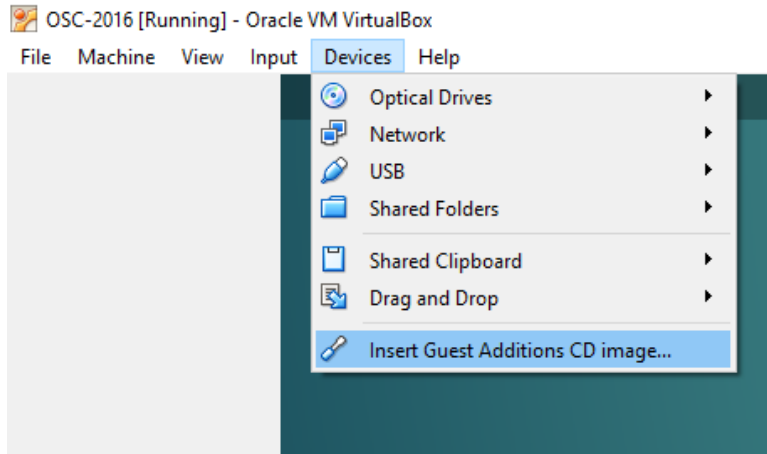 OSC-2016 [Running] - Oracle VM VirtualBox
File Machine View Input Devices Help
Optical Drives
Network
USB
Shared Folders
Shared Clipboard
Drag and Drop
Insert Guest Additions CD image...